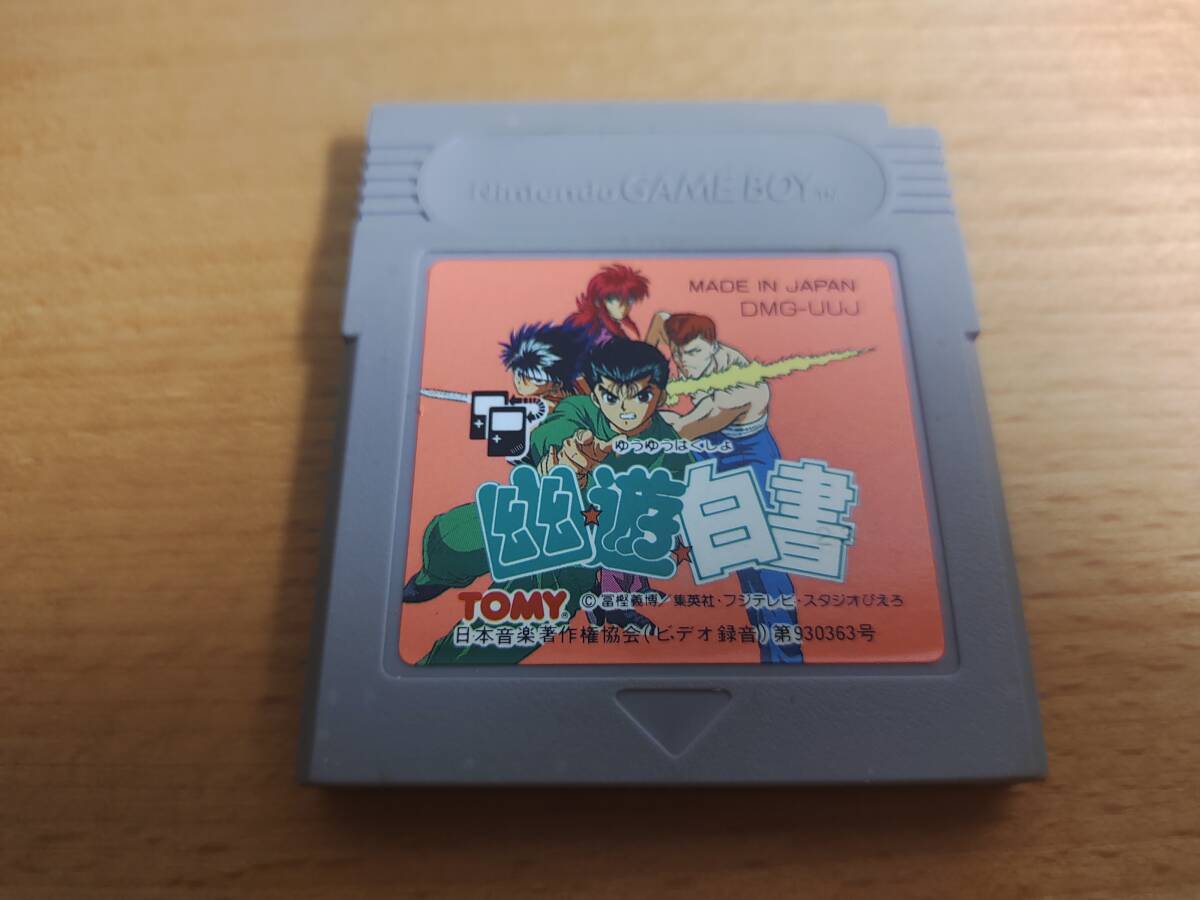 Nintendo GAME BOY TM
MADE IN JAPAN
DMG-UUJ
ゆうゆうはくしょ
幽★遊★白書
TOMY® © 冨樫義博/集英社・フジテレビ・スタジオぴえろ
日本音楽著作権協会(ビデオ録音)第930363号